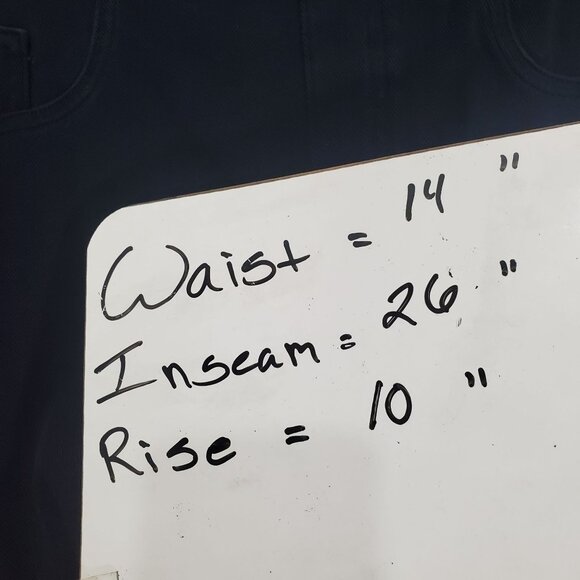 Waist = 14 "
Inseam = 26 "
Rise = 10 "